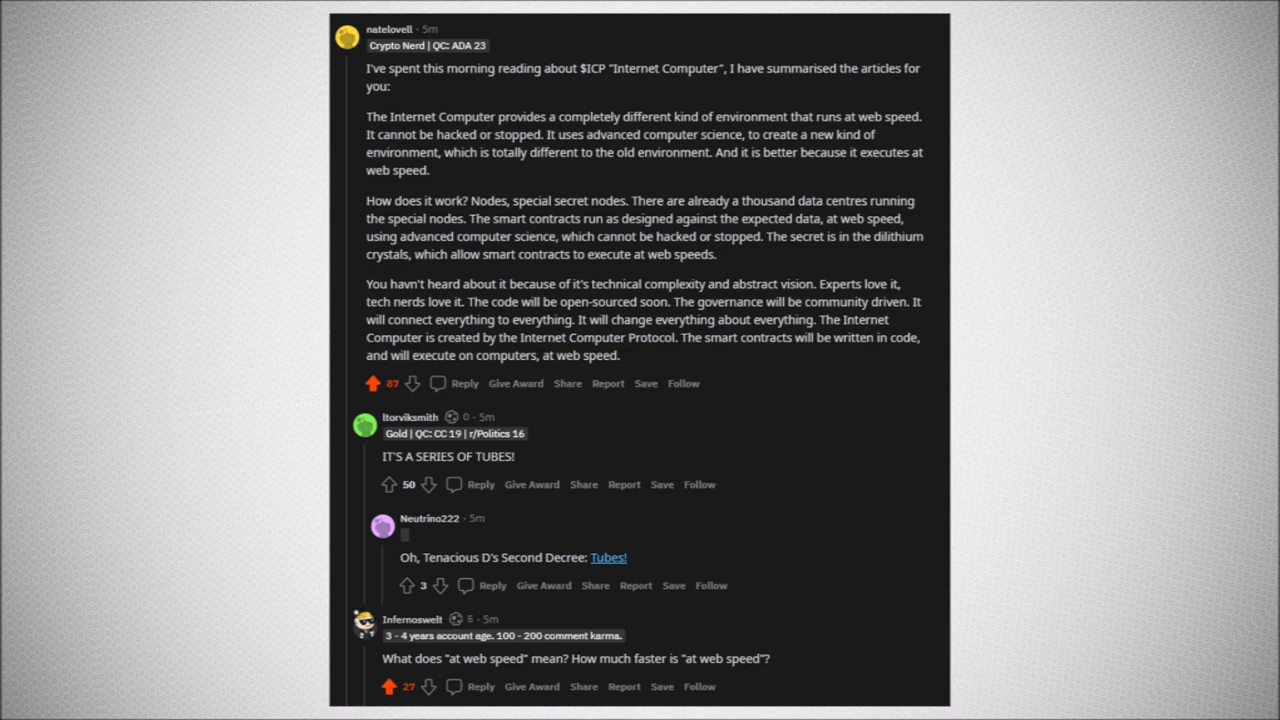 natelovell · 5m
Crypto Nerd | QC: ADA 23
I've spent this morning reading about $ICP "Internet Computer", I have summarised the articles for
you:
The Internet Computer provides a completely different kind of environment that runs at web speed.
It cannot be hacked or stopped. It uses advanced computer science, to create a new kind of
environment, which is totally different to the old environment. And it is better because it executes at
web speed.
How does it work? Nodes, special secret nodes. There are already a thousand data centres running
the special nodes. The smart contracts run as designed against the expected data, at web speed,
using advanced computer science, which cannot be hacked or stopped. The secret is in the dilithium
crystals, which allow smart contracts to execute at web speeds.
You havn't heard about it because of it's technical complexity and abstract vision. Experts love it,
tech nerds love it. The code will be open-sourced soon. The governance will be community driven. It
will connect everything to everything. It will change everything about everything. The Internet
Computer is created by the Internet Computer Protocol. The smart contracts will be written in code,
and will execute on computers, at web speed.
87 Reply Give Award Share Report Save Follow
ltorviksmith 0 · 5m
Gold | QC: CC 19 | r/Politics 16
IT'S A SERIES OF TUBES!
50 Reply Give Award Share Report Save Follow
Neutrino222 · 5m
Oh, Tenacious D's Second Decree: Tubes!
3 Reply Give Award Share Report Save Follow
Infernoswelt 6 · 5m
3 - 4 years account age. 100 - 200 comment karma.
What does "at web speed" mean? How much faster is "at web speed"?
27 Reply Give Award Share Report Save Follow